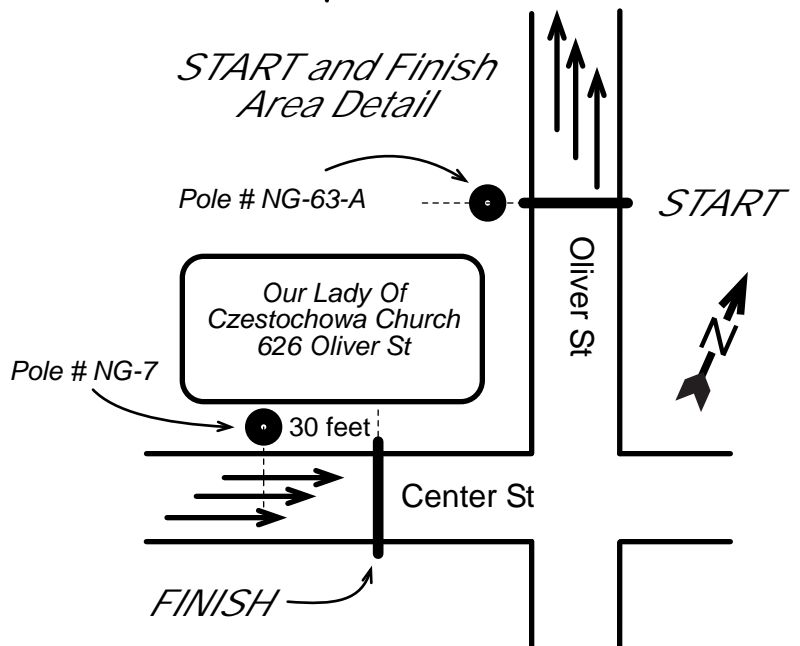 START and Finish
Area Detail
Pole # NG-63-A
START
Oliver St
Our Lady Of
Czestochowa Church
626 Oliver St
N
Pole # NG-7
30 feet
Center St
FINISH